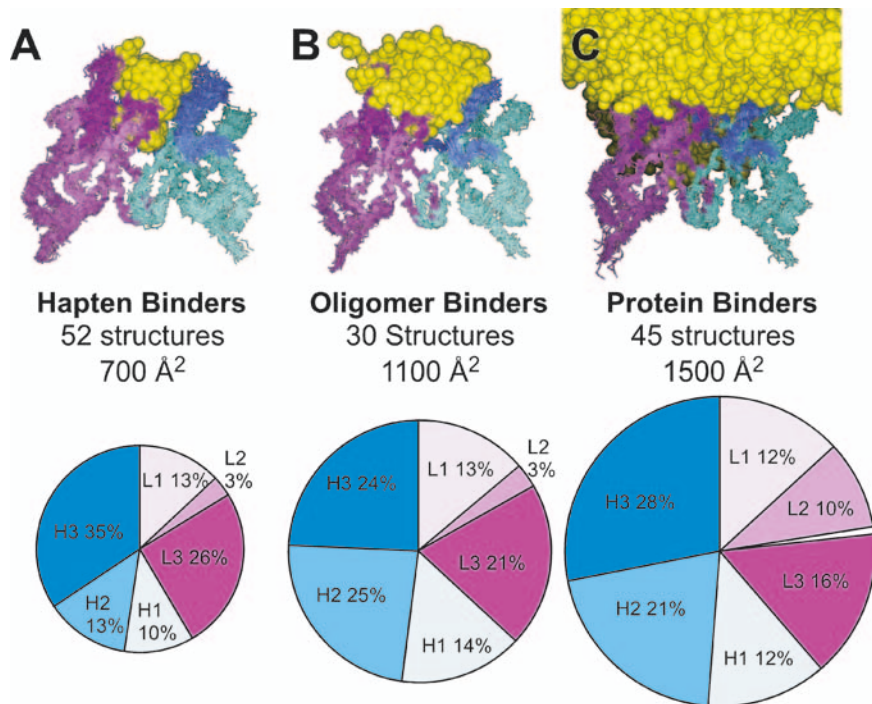 A
B
C
Hapten Binders
52 structures
700 Å²
Oligomer Binders
30 Structures
1100 Å²
Protein Binders
45 structures
1500 Å²
L1 13%
L2
3%
H3 35%
L3 26%
H2
13%
H1
10%
L1 13%
L2
3%
H3 24%
L3 21%
H2 25%
H1 14%
L1 12%
L2 10%
H3 28%
L3 16%
H2 21%
H1 12%